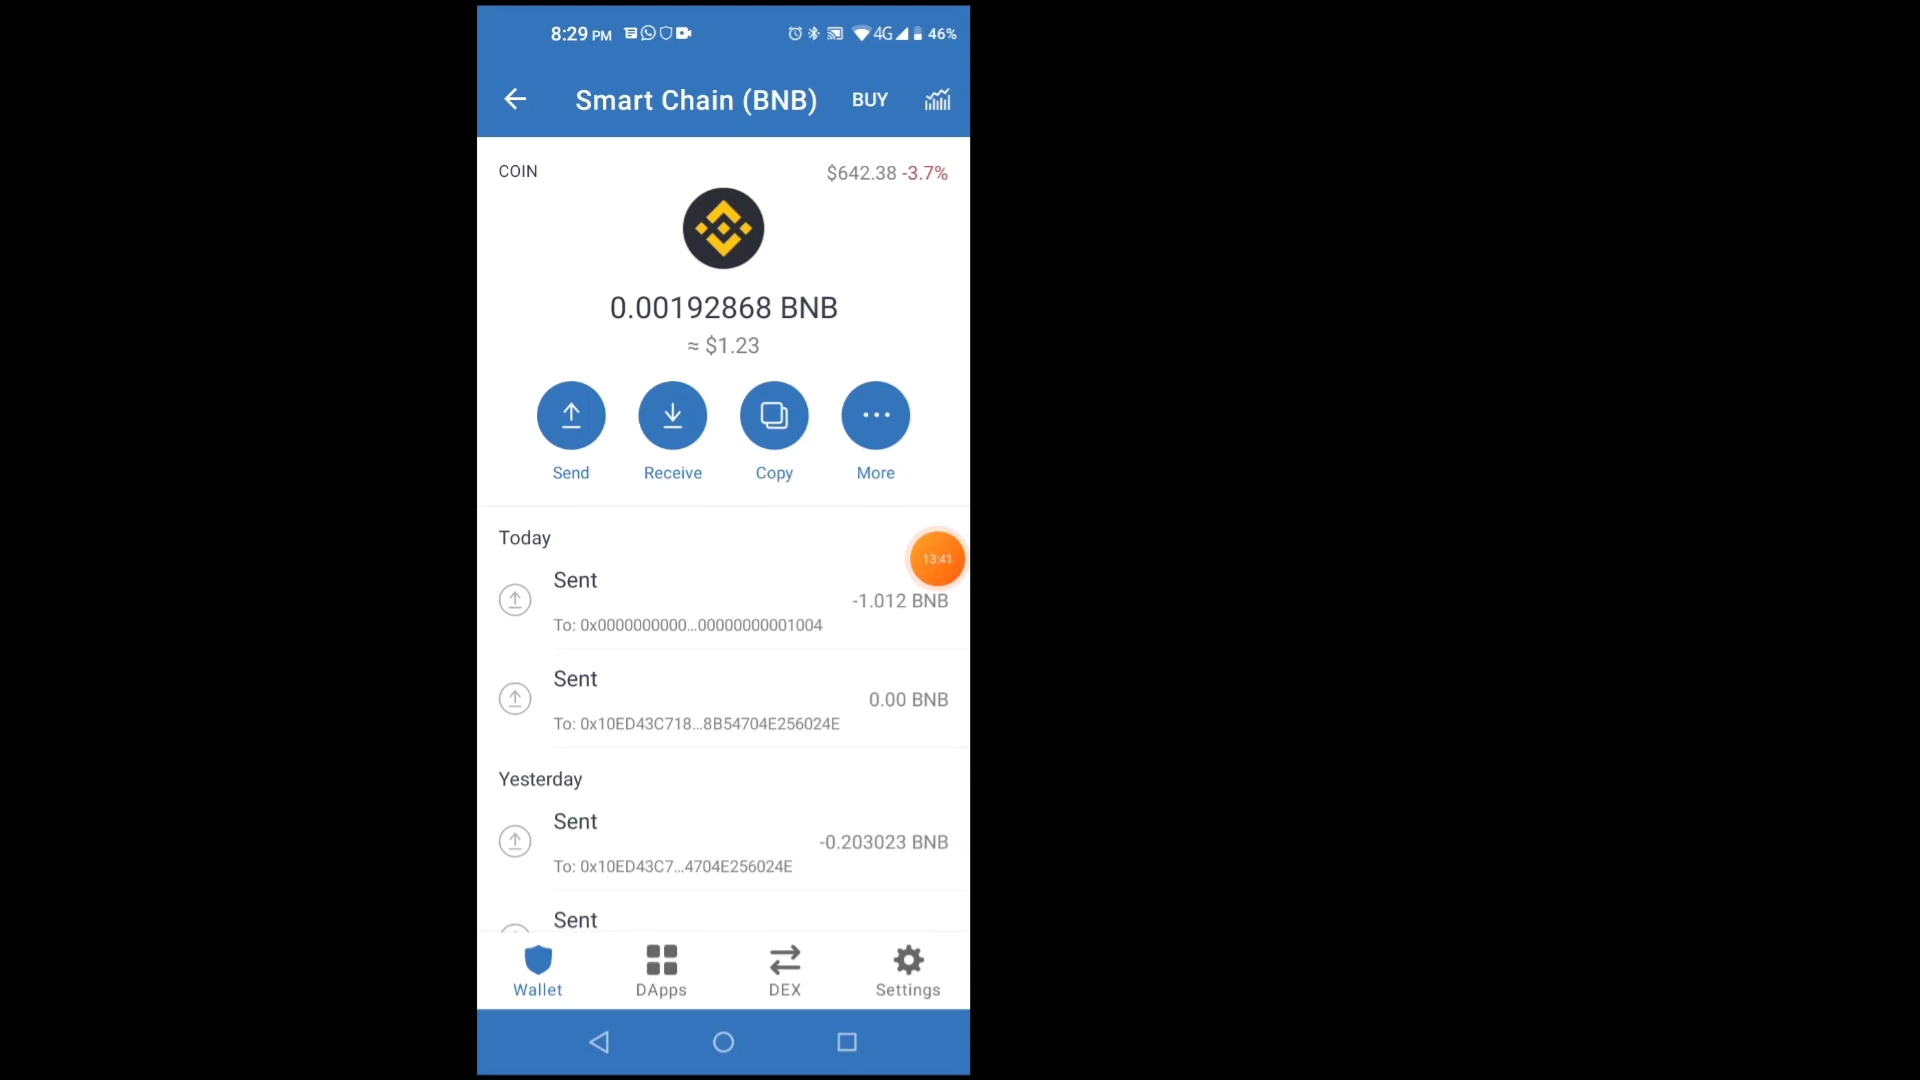 8:29 PM 4G 46%
Smart Chain (BNB) BUY
COIN $642.38 -3.7%
0.00192868 BNB
≈ $1.23
Send Receive Copy More
Today
13:41
Sent
-1.012 BNB
To: 0x0000000000...00000000001004
Sent
0.00 BNB
To: 0x10ED43C718...8B54704E256024E
Yesterday
Sent
-0.203023 BNB
To: 0x10ED43C7...4704E256024E
Sent
Wallet DApps DEX Settings